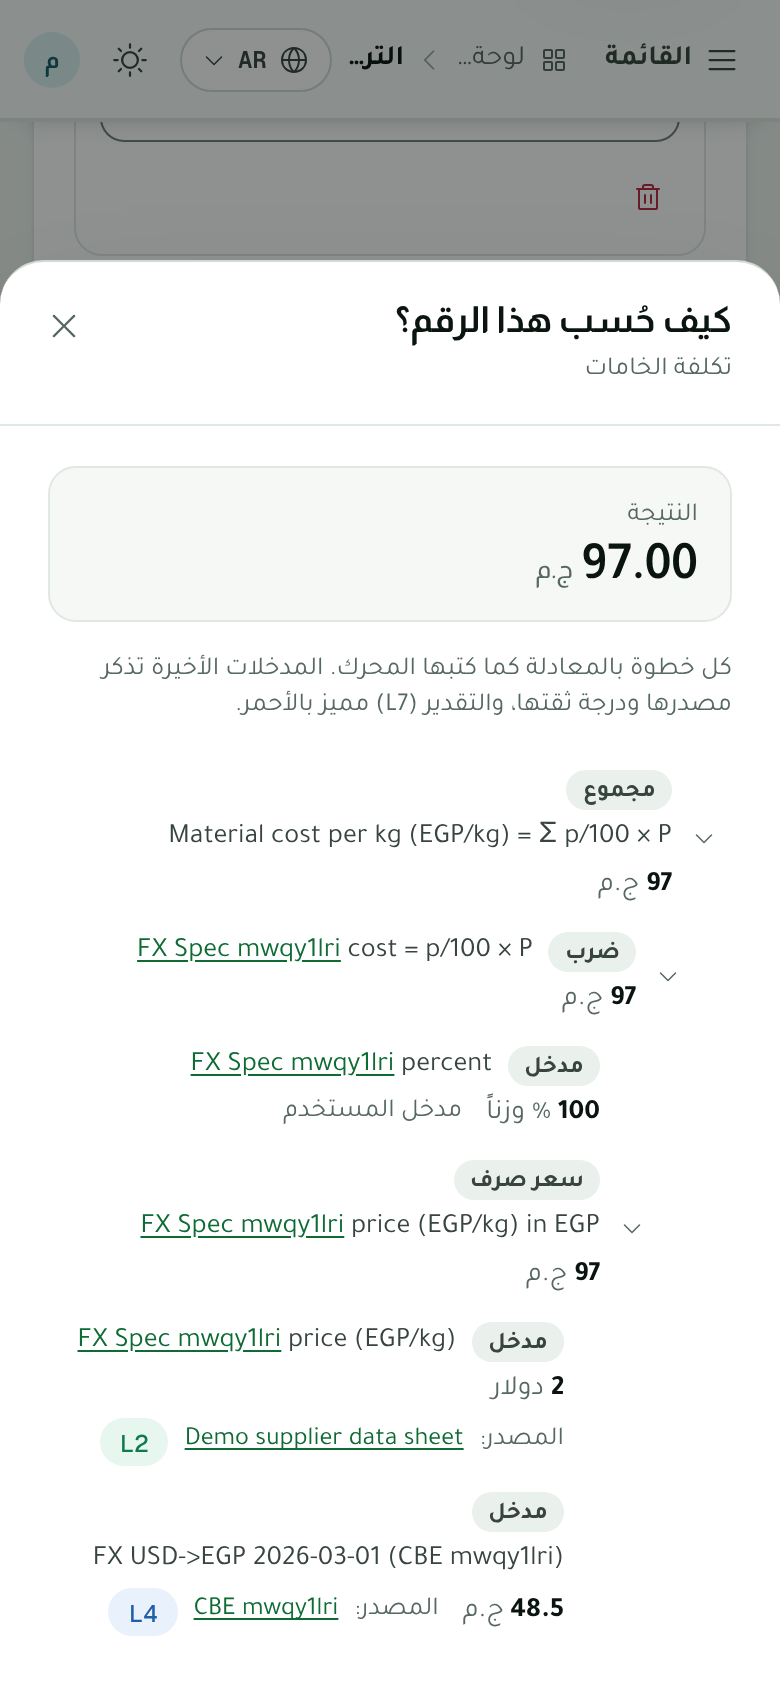 القائمة
لوحة...
التر...
AR
م
كيف حُسب هذا الرقم؟
تكلفة الخامات
النتيجة
97.00 ج.م
كل خطوة بالمعادلة كما كتبها المحرك. المدخلات الأخيرة تذكر
مصدرها ودرجة ثقتها، والتقدير (L7) مميز بالأحمر.
مجموع
Material cost per kg (EGP/kg) = Σ p/100 × P
97 ج.م
ضرب FX Spec mwqy1lri cost = p/100 × P
97 ج.م
مدخل FX Spec mwqy1lri percent
100 % وزناً مدخل المستخدم
سعر صرف
FX Spec mwqy1lri price (EGP/kg) in EGP
97 ج.م
مدخل FX Spec mwqy1lri price (EGP/kg)
2 دولار
المصدر: Demo supplier data sheet L2
مدخل
FX USD->EGP 2026-03-01 (CBE mwqy1lri)
48.5 ج.م المصدر: CBE mwqy1lri L4